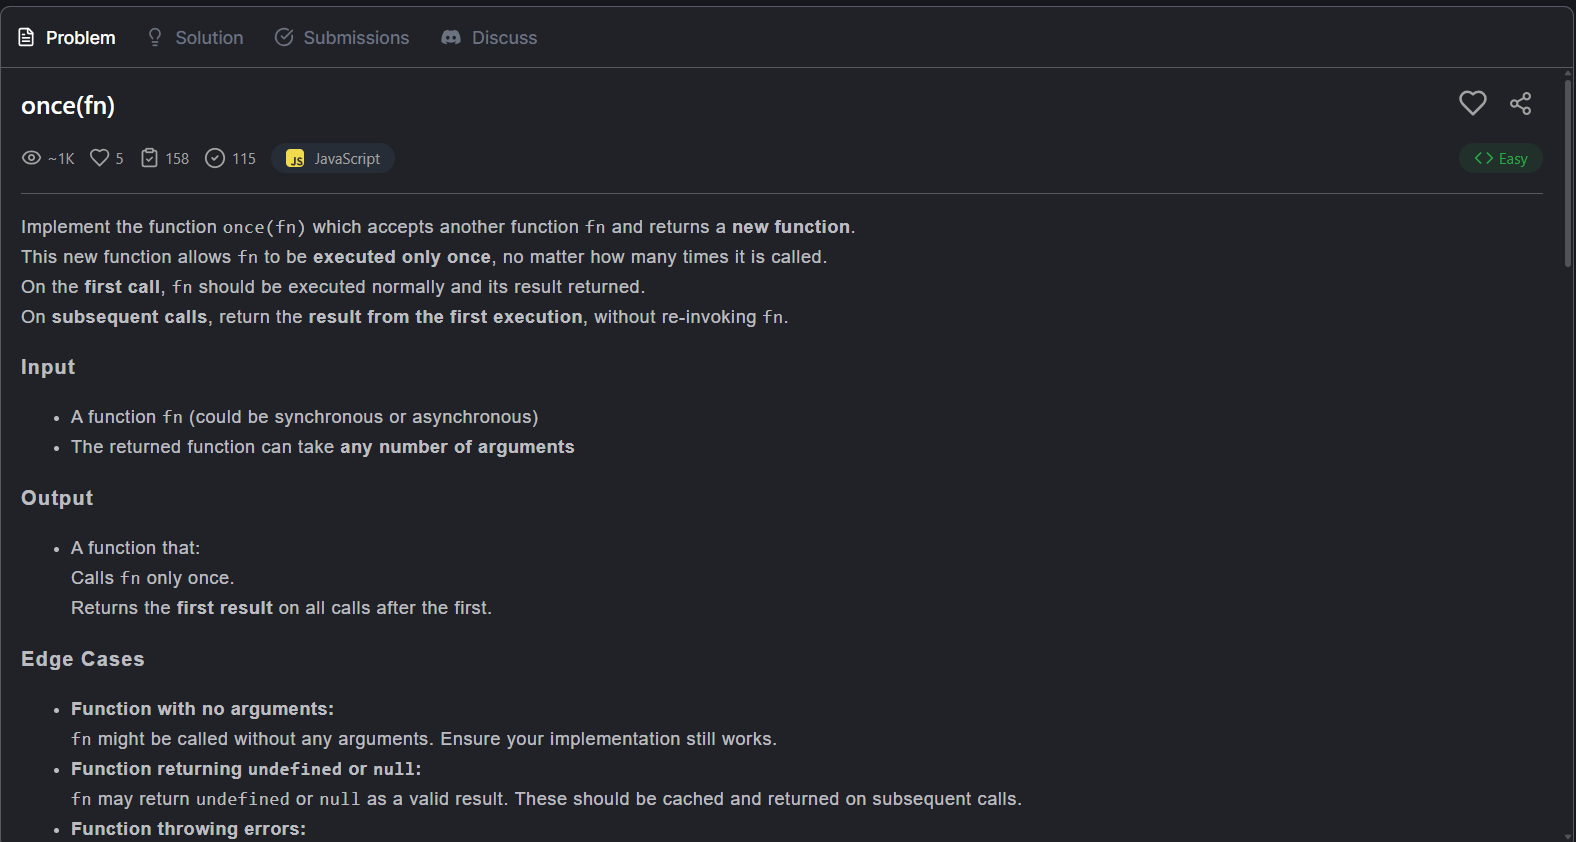 Problem Solution Submissions Discuss
once(fn)
~1K 5 158 115 JS JavaScript Easy
Implement the function once(fn) which accepts another function fn and returns a new function.
This new function allows fn to be executed only once, no matter how many times it is called.
On the first call, fn should be executed normally and its result returned.
On subsequent calls, return the result from the first execution, without re-invoking fn.
Input
• A function fn (could be synchronous or asynchronous)
• The returned function can take any number of arguments
Output
• A function that:
Calls fn only once.
Returns the first result on all calls after the first.
Edge Cases
• Function with no arguments:
fn might be called without any arguments. Ensure your implementation still works.
• Function returning undefined or null:
fn may return undefined or null as a valid result. These should be cached and returned on subsequent calls.
• Function throwing errors: